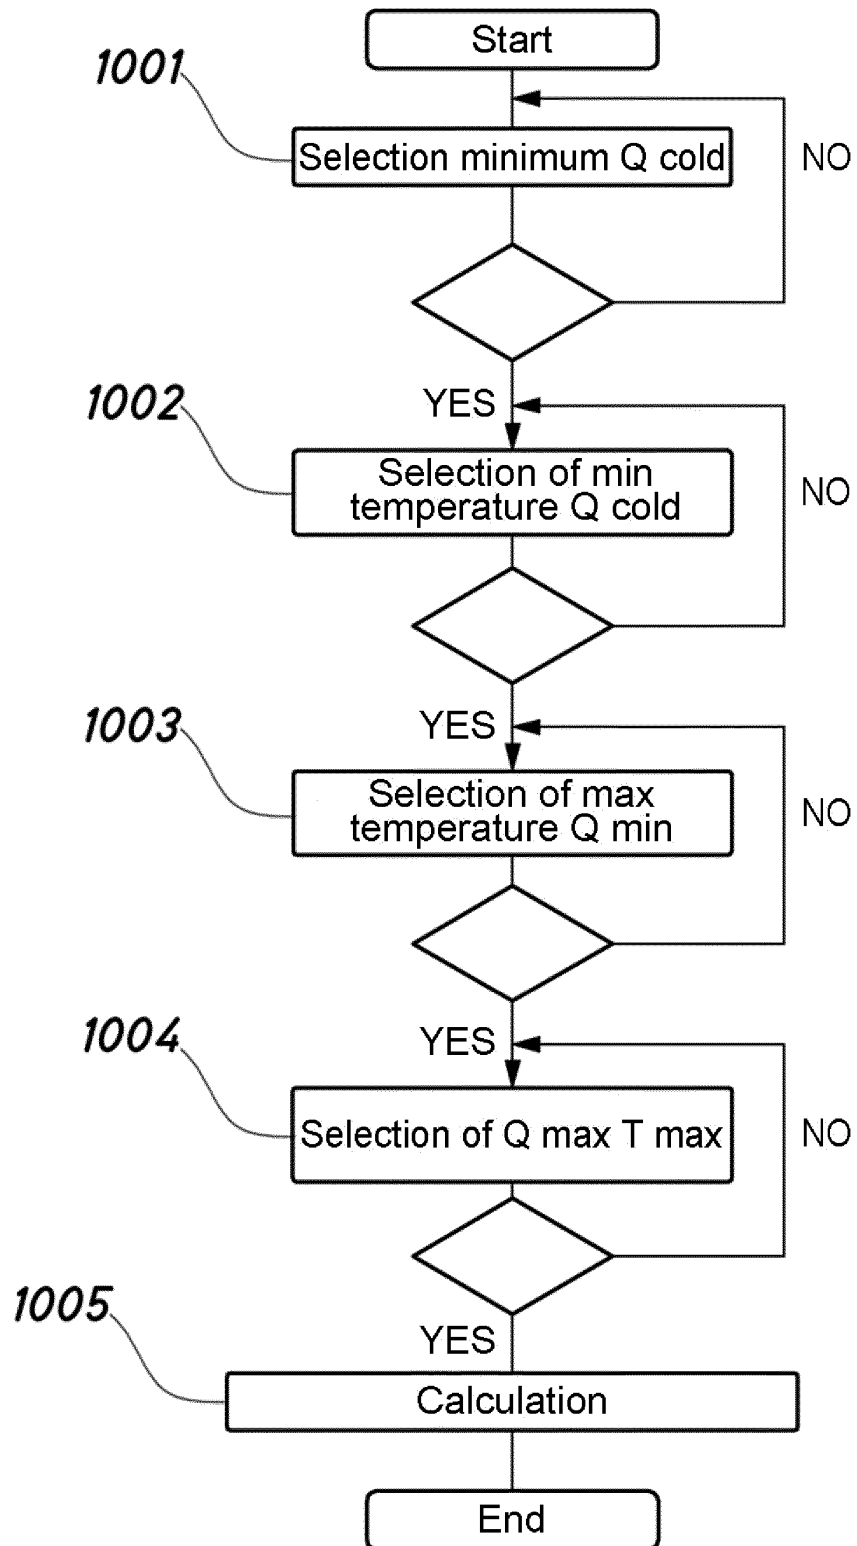 Start
1001
Selection minimum Q cold
NO
YES
1002
Selection of min
temperature Q cold
NO
YES
1003
Selection of max
temperature Q min
NO
YES
1004
Selection of Q max T max
NO
YES
1005
Calculation
End